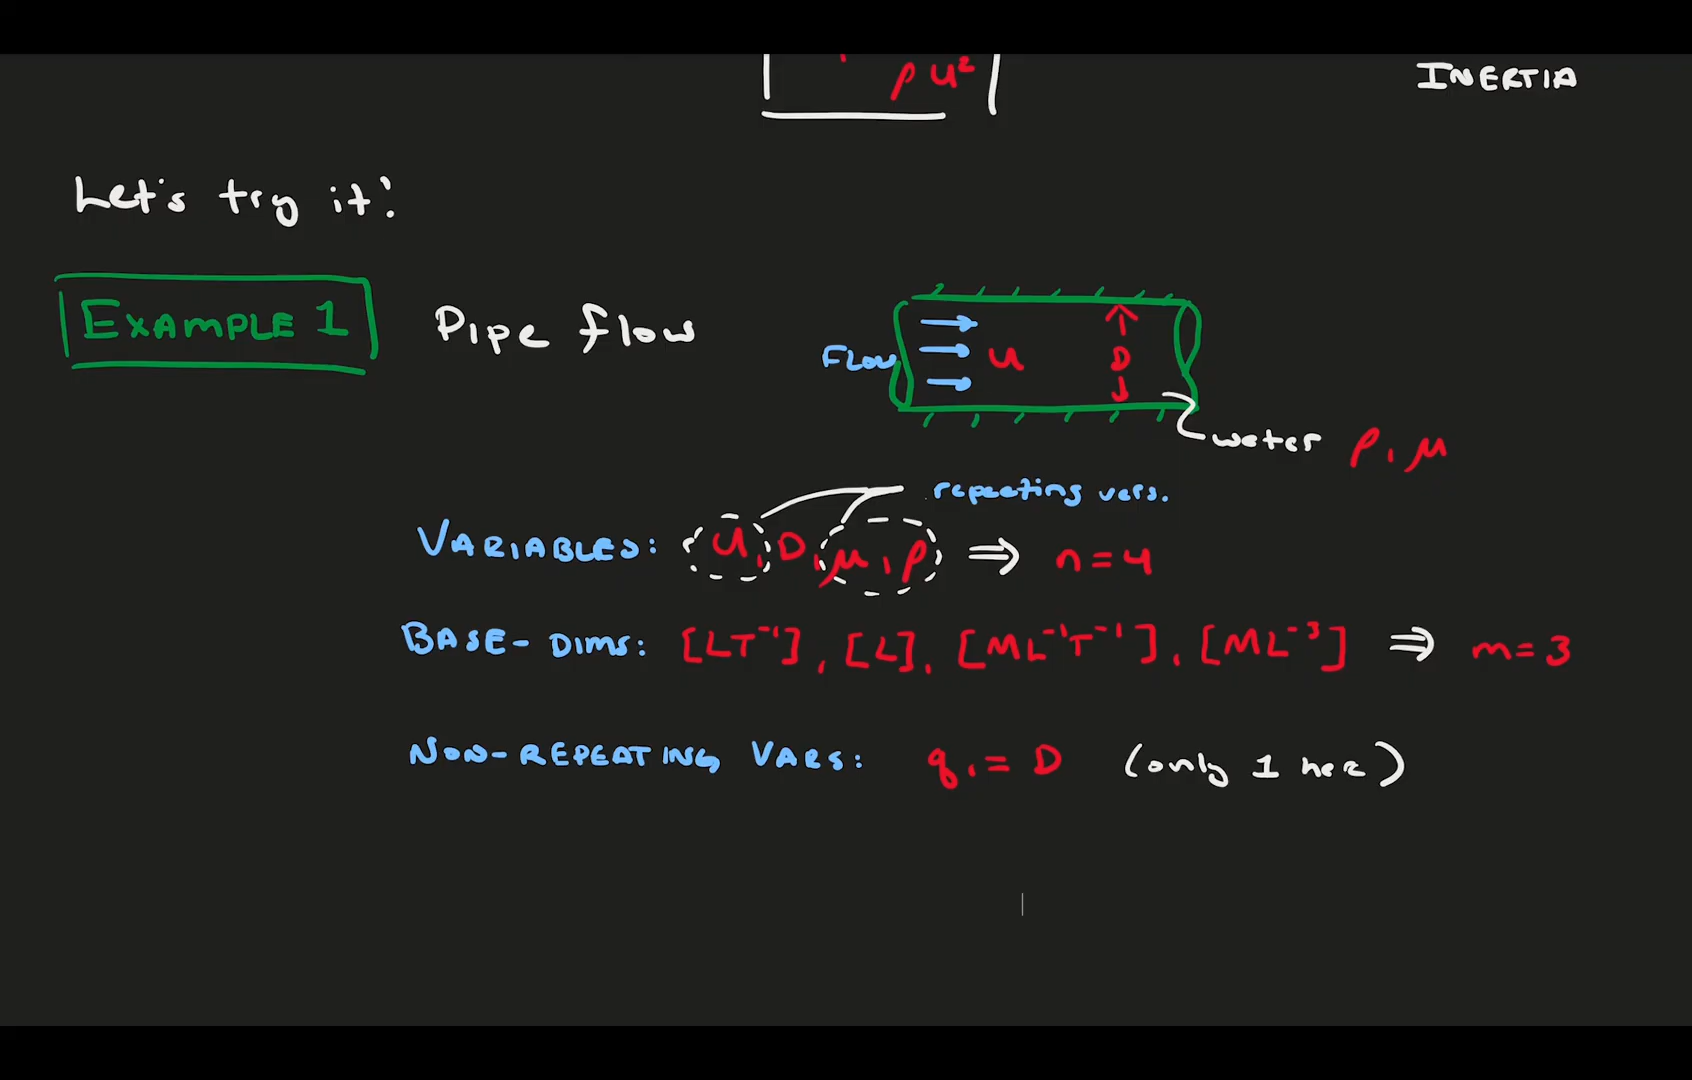 ρ u²
INERTIA
Let's try it!
EXAMPLE 1 Pipe flow
FLOW u D
water ρ, μ
repeating vars.
VARIABLES: u, D, μ, ρ ⇒ n = 4
BASE-DIMS: [LT⁻¹], [L], [ML⁻¹T⁻¹], [ML⁻³] ⇒ m = 3
NON-REPEATING VARS: q₁ = D (only 1 here)